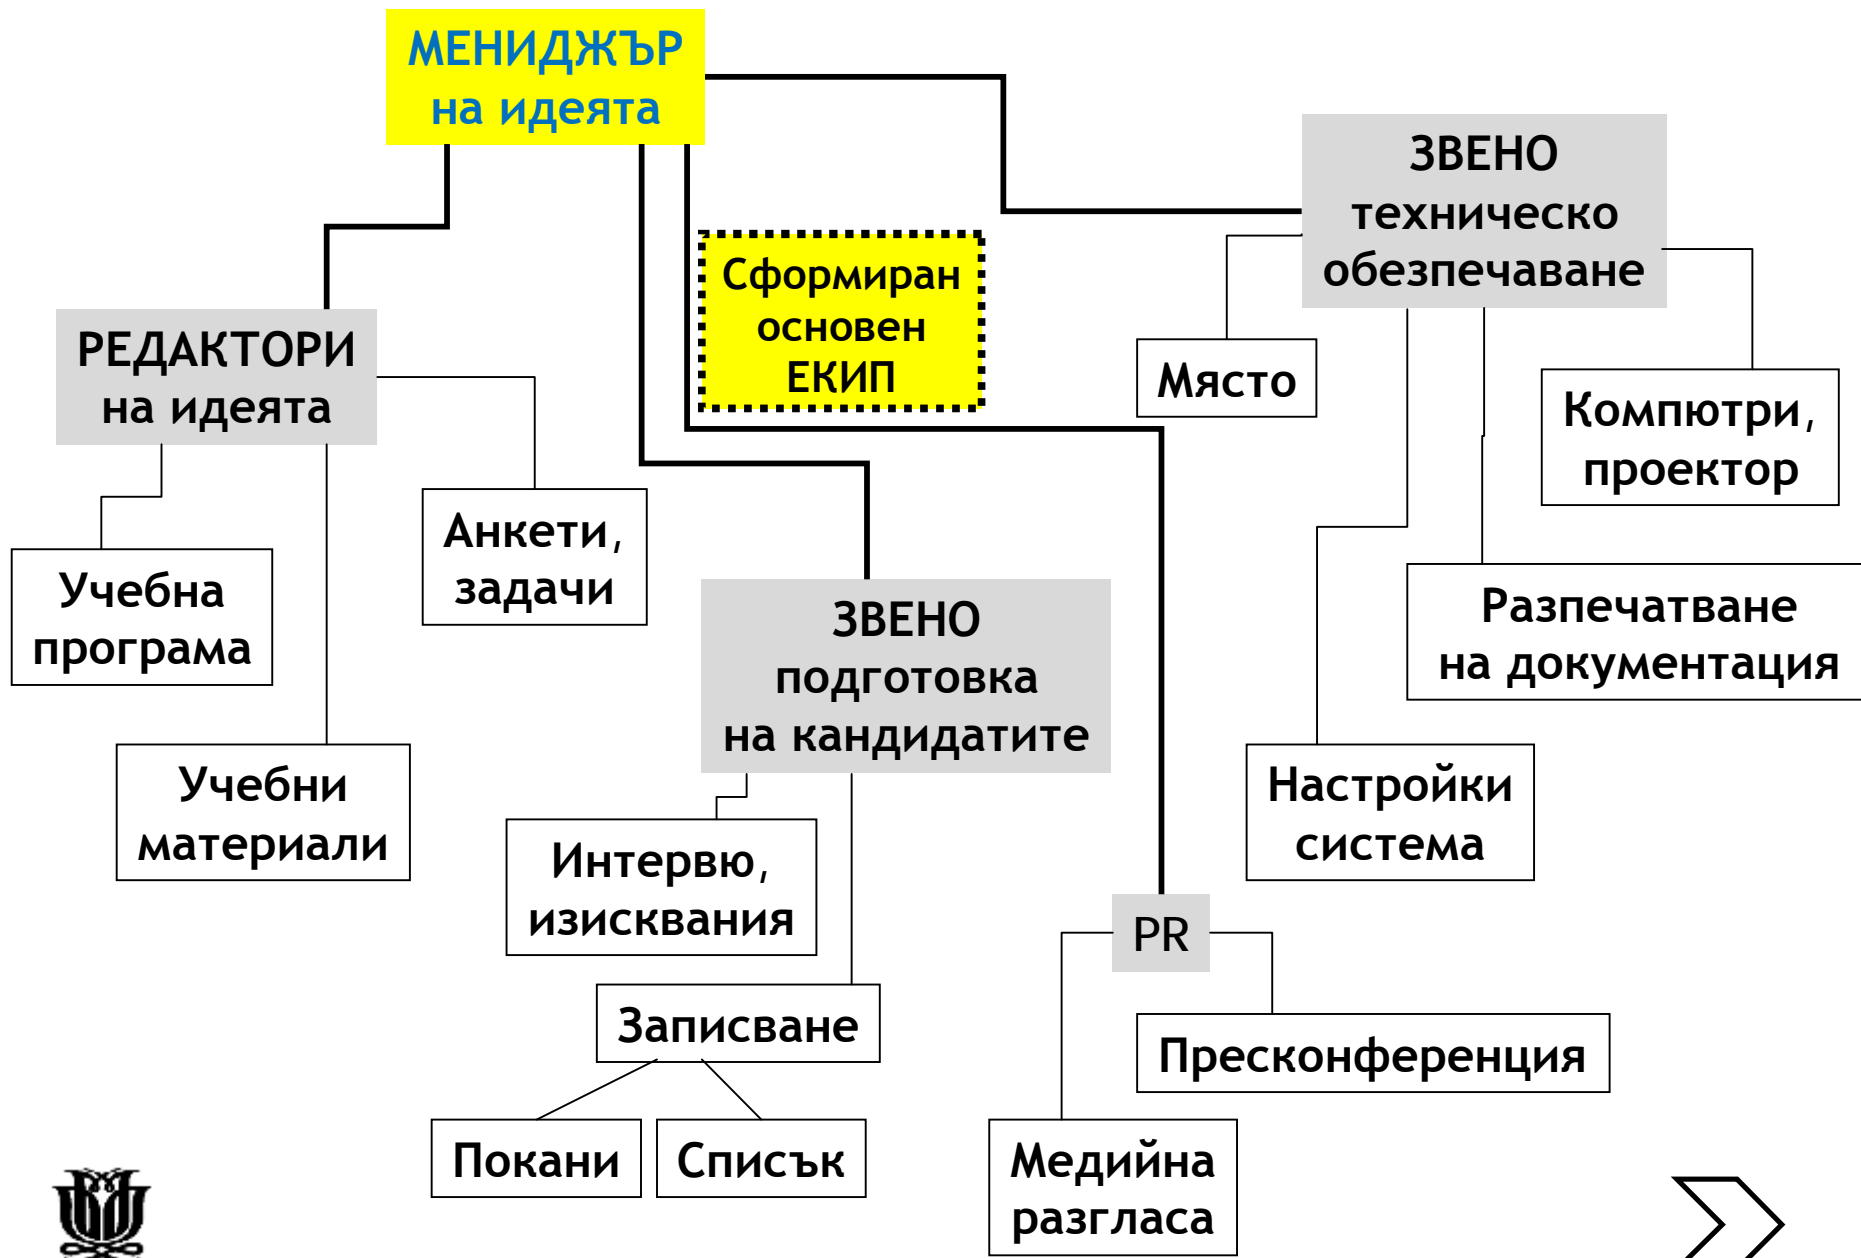 МЕНИДЖЪР
на идеята
ЗВЕНО
техническо
обезпечаване
Сформиран
основен
ЕКИП
РЕДАКТОРИ
на идеята
Място
Компютри,
проектор
Анкети,
задачи
Учебна
програма
ЗВЕНО
подготовка
на кандидатите
Разпечатване
на документация
Учебни
материали
Настройки
система
Интервю,
изисквания
PR
Записване
Пресконференция
Покани
Списък
Медийна
разгласа